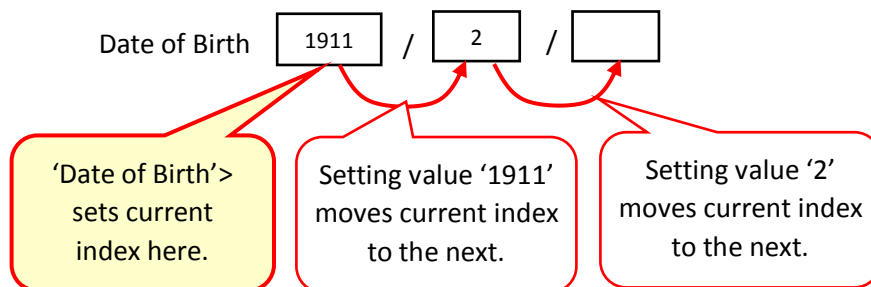 Date of Birth 1911 / 2 /
‘Date of Birth’>
sets current
index here.
Setting value ‘1911’
moves current index
to the next.
Setting value ‘2’
moves current index
to the next.